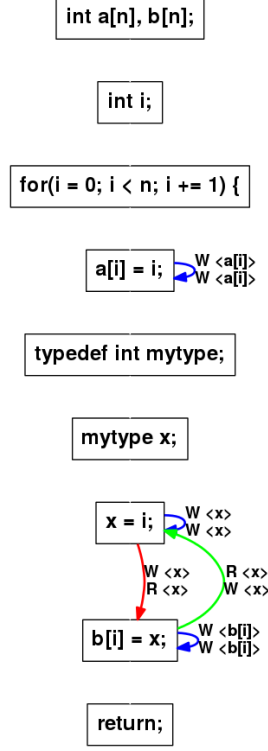 int a[n], b[n];
int i;
for(i = 0; i < n; i += 1) {
a[i] = i;
W <a[i]>
W <a[i]>
typedef int mytype;
mytype x;
x = i;
W <x>
W <x>
W <x>
R <x>
R <x>
W <x>
b[i] = x;
W <b[i]>
W <b[i]>
return;